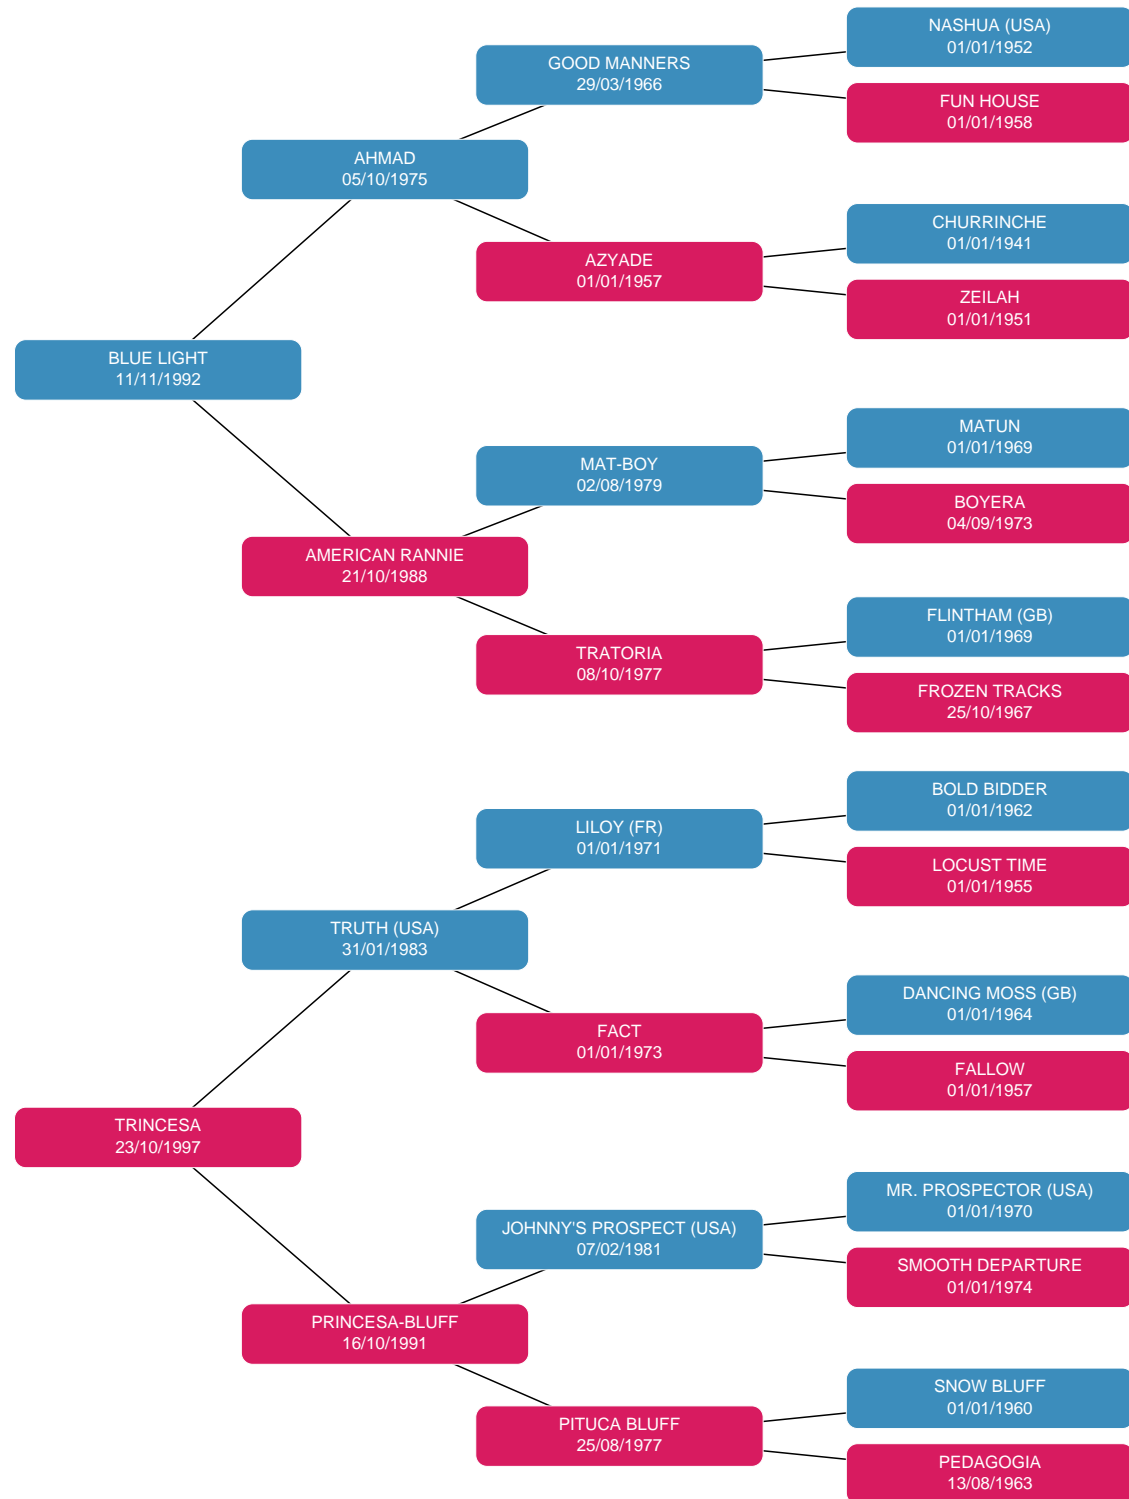 NASHUA (USA)
01/01/1952
GOOD MANNERS
29/03/1966
FUN HOUSE
01/01/1958
AHMAD
05/10/1975
CHURRINCHE
01/01/1941
AZYADE
01/01/1957
ZEILAH
01/01/1951
BLUE LIGHT
11/11/1992
MATUN
01/01/1969
MAT-BOY
02/08/1979
BOYERA
04/09/1973
AMERICAN RANNIE
21/10/1988
FLINTHAM (GB)
01/01/1969
TRATORIA
08/10/1977
FROZEN TRACKS
25/10/1967
BOLD BIDDER
01/01/1962
LILOY (FR)
01/01/1971
LOCUST TIME
01/01/1955
TRUTH (USA)
31/01/1983
DANCING MOSS (GB)
01/01/1964
FACT
01/01/1973
FALLOW
01/01/1957
TRINCESA
23/10/1997
MR. PROSPECTOR (USA)
01/01/1970
JOHNNY'S PROSPECT (USA)
07/02/1981
SMOOTH DEPARTURE
01/01/1974
PRINCESA-BLUFF
16/10/1991
SNOW BLUFF
01/01/1960
PITUCA BLUFF
25/08/1977
PEDAGOGIA
13/08/1963